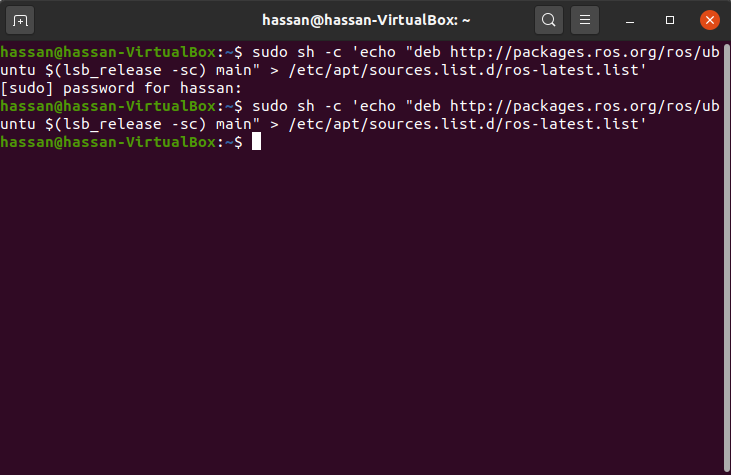 hassan@hassan-VirtualBox: ~
hassan@hassan-VirtualBox:~$ sudo sh -c 'echo "deb http://packages.ros.org/ros/ub
untu $(lsb_release -sc) main" > /etc/apt/sources.list.d/ros-latest.list'
[sudo] password for hassan:
hassan@hassan-VirtualBox:~$ sudo sh -c 'echo "deb http://packages.ros.org/ros/ub
untu $(lsb_release -sc) main" > /etc/apt/sources.list.d/ros-latest.list'
hassan@hassan-VirtualBox:~$